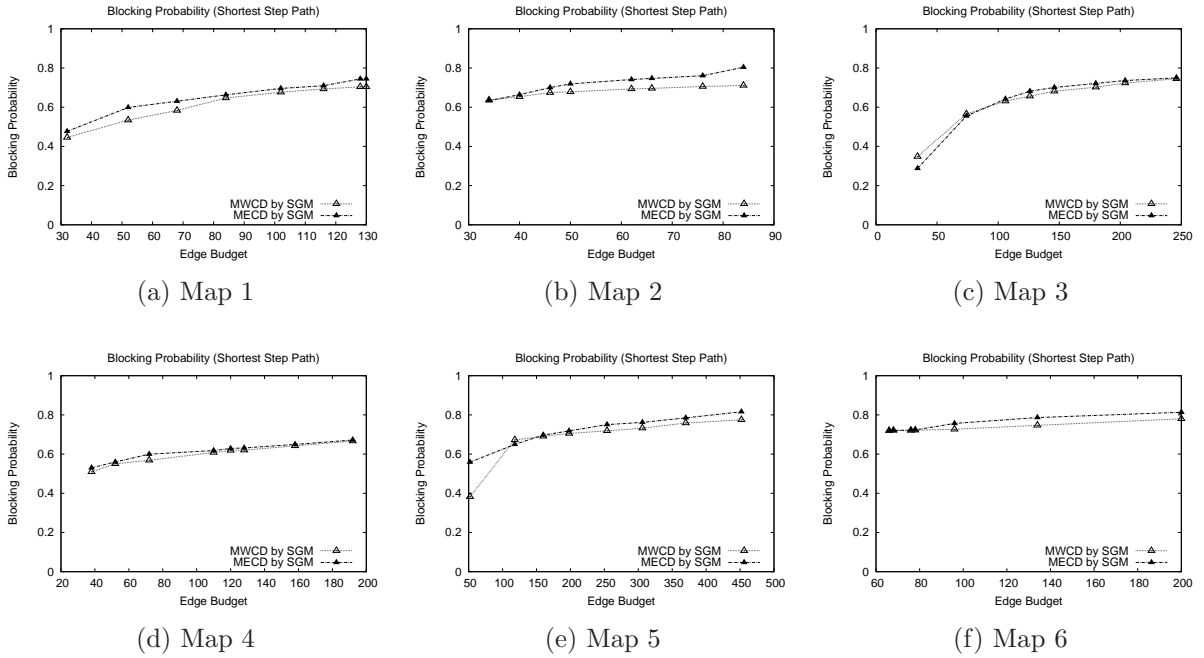 Blocking Probability (Shortest Step Path)
1
0.8
0.6
0.4
0.2
0
Blocking Probability
MWCD by SGM
MECD by SGM
30 40 50 60 70 80 90 100 110 120 130
Edge Budget
(a) Map 1
Blocking Probability (Shortest Step Path)
1
0.8
0.6
0.4
0.2
0
Blocking Probability
MWCD by SGM
MECD by SGM
30 40 50 60 70 80 90
Edge Budget
(b) Map 2
Blocking Probability (Shortest Step Path)
1
0.8
0.6
0.4
0.2
0
Blocking Probability
MWCD by SGM
MECD by SGM
0 50 100 150 200 250
Edge Budget
(c) Map 3
Blocking Probability (Shortest Step Path)
1
0.8
0.6
0.4
0.2
0
Blocking Probability
MWCD by SGM
MECD by SGM
20 40 60 80 100 120 140 160 180 200
Edge Budget
(d) Map 4
Blocking Probability (Shortest Step Path)
1
0.8
0.6
0.4
0.2
0
Blocking Probability
MWCD by SGM
MECD by SGM
50 100 150 200 250 300 350 400 450 500
Edge Budget
(e) Map 5
Blocking Probability (Shortest Step Path)
1
0.8
0.6
0.4
0.2
0
Blocking Probability
MWCD by SGM
MECD by SGM
60 80 100 120 140 160 180 200
Edge Budget
(f) Map 6